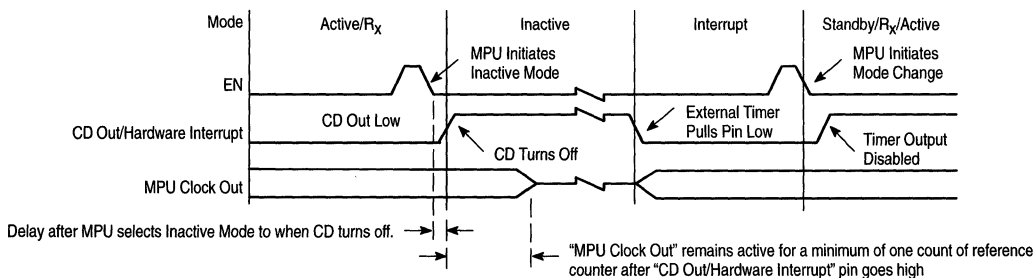 Mode Active/RX Inactive Interrupt Standby/RX/Active
MPU Initiates
Inactive Mode
MPU Initiates
Mode Change
EN
CD Out Low
External Timer
Pulls Pin Low
CD Out/Hardware Interrupt
CD Turns Off
Timer Output
Disabled
MPU Clock Out
Delay after MPU selects Inactive Mode to when CD turns off.
"MPU Clock Out" remains active for a minimum of one count of reference
counter after "CD Out/Hardware Interrupt" pin goes high